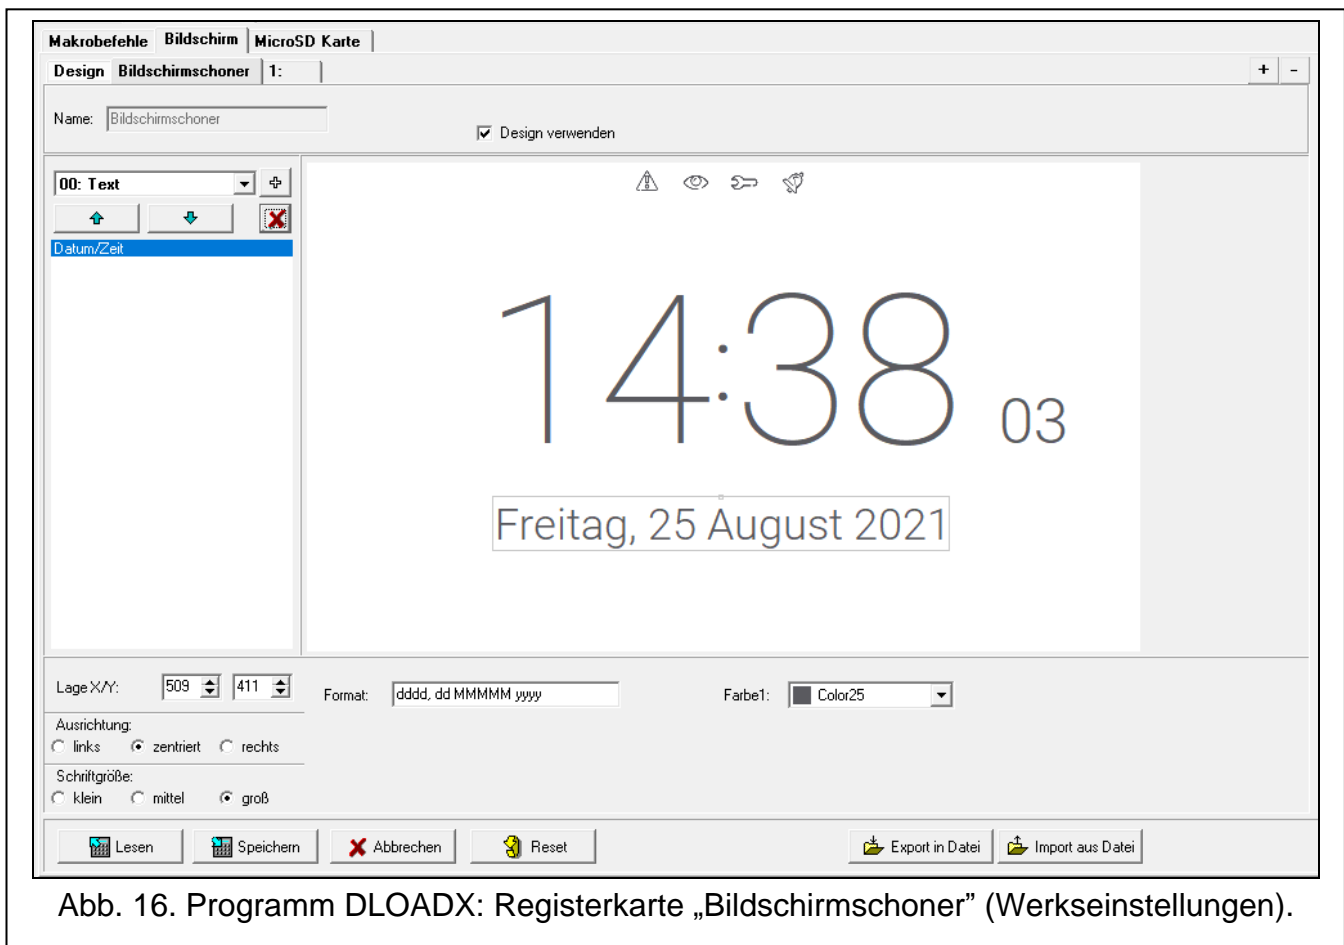 Makrobefehle Bildschirm MicroSD Karte
Design Bildschirmschoner 1: + -
Name: Bildschirmschoner
Design verwenden
00: Text
Datum/Zeit
14:38 03
Freitag, 25 August 2021
Lage X/Y: 509 411
Format: dddd, dd MMMMM yyyy
Farbe1: Color25
Ausrichtung:
links zentriert rechts
Schriftgröße:
klein mittel groß
Lesen Speichern Abbrechen Reset Export in Datei Import aus Datei
Abb. 16. Programm DLOADX: Registerkarte „Bildschirmschoner” (Werkseinstellungen).